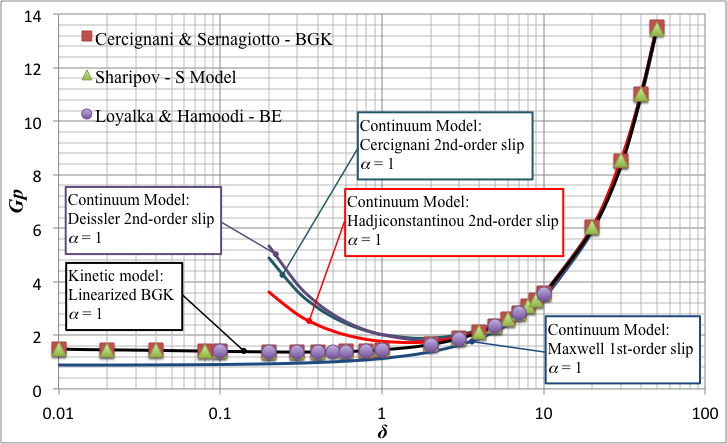 14
12
10
8
6
4
2
0
Gp
Cercignani & Sernagiotto - BGK
Sharipov - S Model
Loyalka & Hamoodi - BE
Continuum Model:
Cercignani 2nd-order slip
α = 1
Continuum Model:
Deissler 2nd-order slip
α = 1
Continuum Model:
Hadjiconstantinou 2nd-order slip
α = 1
Kinetic model:
Linearized BGK
α = 1
Continuum Model:
Maxwell 1st-order slip
α = 1
0.01
0.1
1
10
100
δ